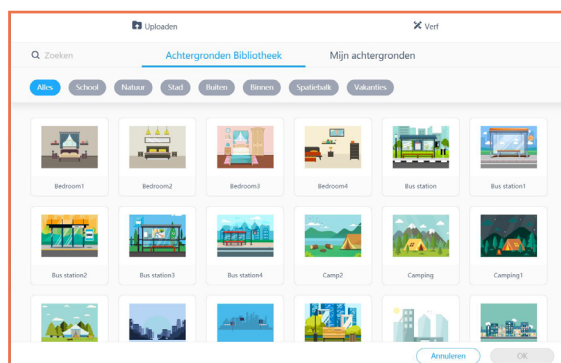 Uploaden Verf
Zoeken Achtergronden Bibliotheek Mijn achtergronden
Alles School Natuur Stad Buiten Binnen Spatiebalk Vakanties
Bedroom1 Bedroom2 Bedroom3 Bedroom4 Bus station Bus station1
Bus station2 Bus station3 Bus station4 Camp2 Camping Camping1
Annuleren OK